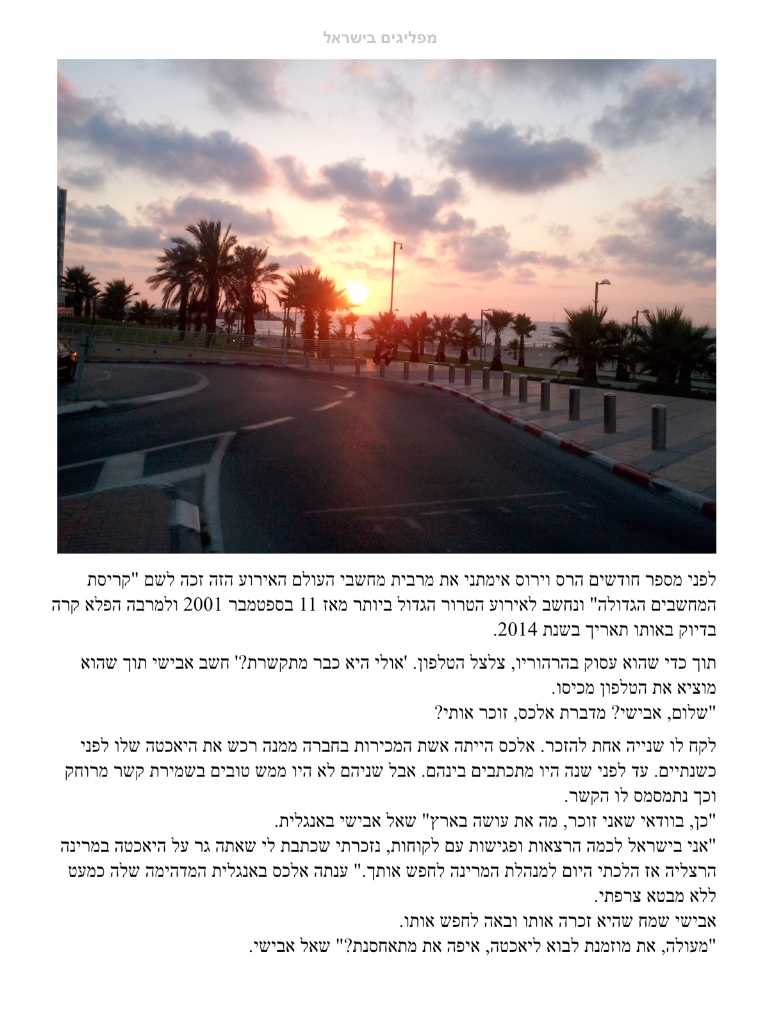 מפליגים בישראל
לפני מספר חודשים הרס וירוס אימתני את מרבית מחשבי העולם האירוע הזה זכה לשם "קריסת
המחשבים הגדולה" ונחשב לאירוע הטרור הגדול ביותר מאז 11 בספטמבר 2001 ולמרבה הפלא קרה
בדיוק באותו תאריך בשנת 2014.
תוך כדי שהוא עסוק בהרהוריו, צלצל הטלפון. 'אולי היא כבר מתקשרת?' חשב אבישי תוך שהוא
מוציא את הטלפון מכיסו.
"שלום, אבישי? מדברת אלכס, זוכר אותי?
לקח לו שנייה אחת להזכר. אלכס הייתה אשת המכירות בחברה ממנה רכש את היאכטה שלו לפני
כשנתיים. עד לפני שנה היו מתכתבים בינהם. אבל שניהם לא היו ממש טובים בשמירת קשר מרוחק
וכך נתמסמס לו הקשר.
"כן, בוודאי שאני זוכר, מה את עושה בארץ" שאל אבישי באנגלית.
"אני בישראל לכמה הרצאות ופגישות עם לקוחות, נזכרתי שכתבת לי שאתה גר על היאכטה במרינה
הרצליה אז הלכתי היום למנהלת המרינה לחפש אותך." ענתה אלכס באנגלית המדהימה שלה כמעט
ללא מבטא צרפתי.
אבישי שמח שהיא זכרה אותו ובאה לחפש אותו.
"מעולה, את מוזמנת לבוא ליאכטה, איפה את מתאחסנת?" שאל אבישי.